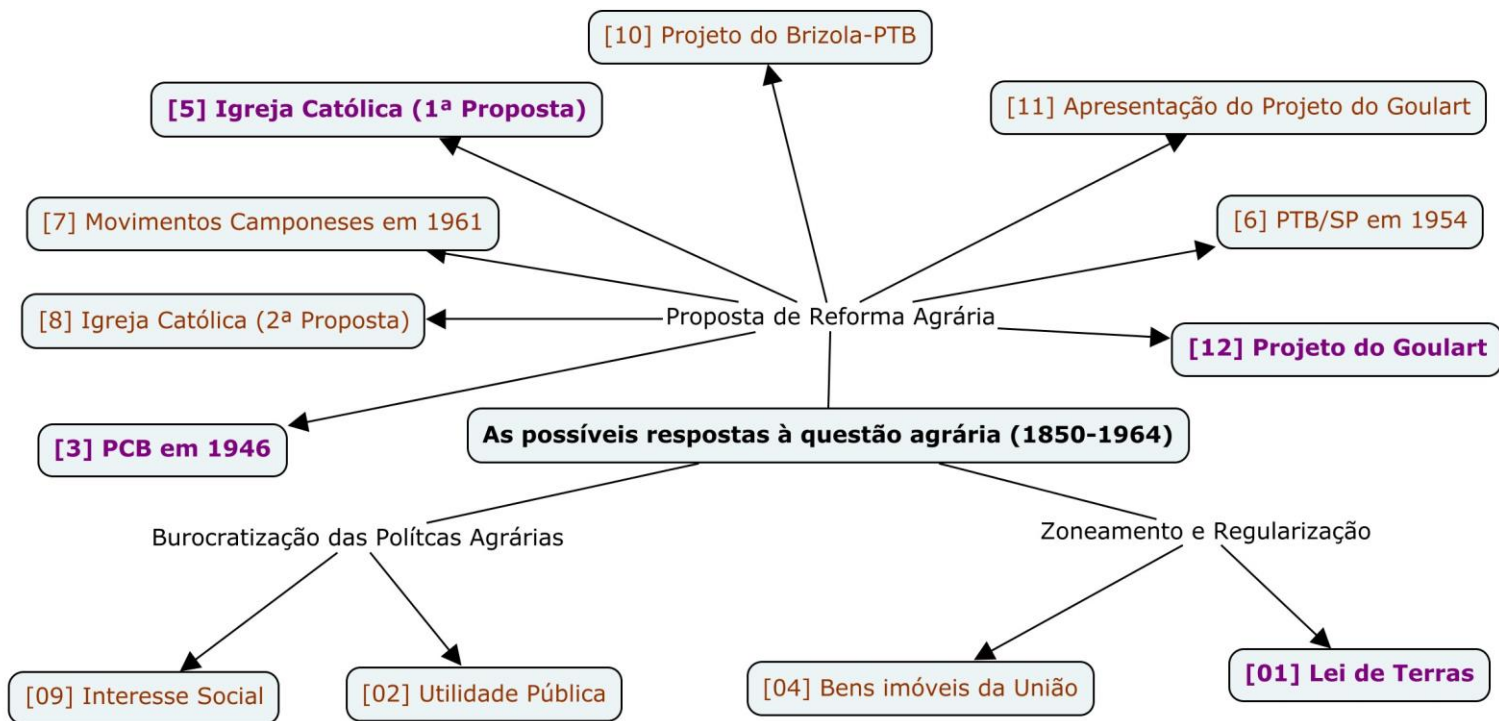 [10] Projeto do Brizola-PTB
[5] Igreja Católica (1ª Proposta)
[11] Apresentação do Projeto do Goulart
[7] Movimentos Camponeses em 1961
[6] PTB/SP em 1954
[8] Igreja Católica (2ª Proposta)
Proposta de Reforma Agrária
[12] Projeto do Goulart
[3] PCB em 1946
As possíveis respostas à questão agrária (1850-1964)
Burocratização das Polítcas Agrárias
Zoneamento e Regularização
[09] Interesse Social
[02] Utilidade Pública
[04] Bens imóveis da União
[01] Lei de Terras